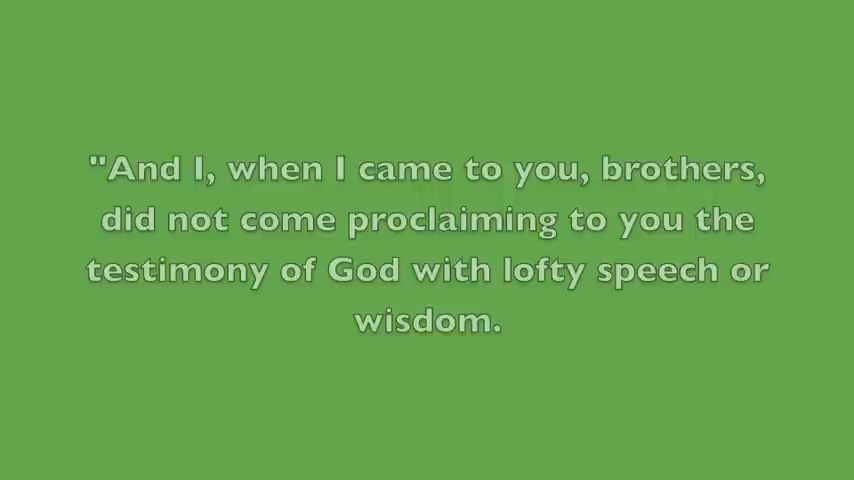 "And I, when I came to you, brothers,
did not come proclaiming to you the
testimony of God with lofty speech or
wisdom.